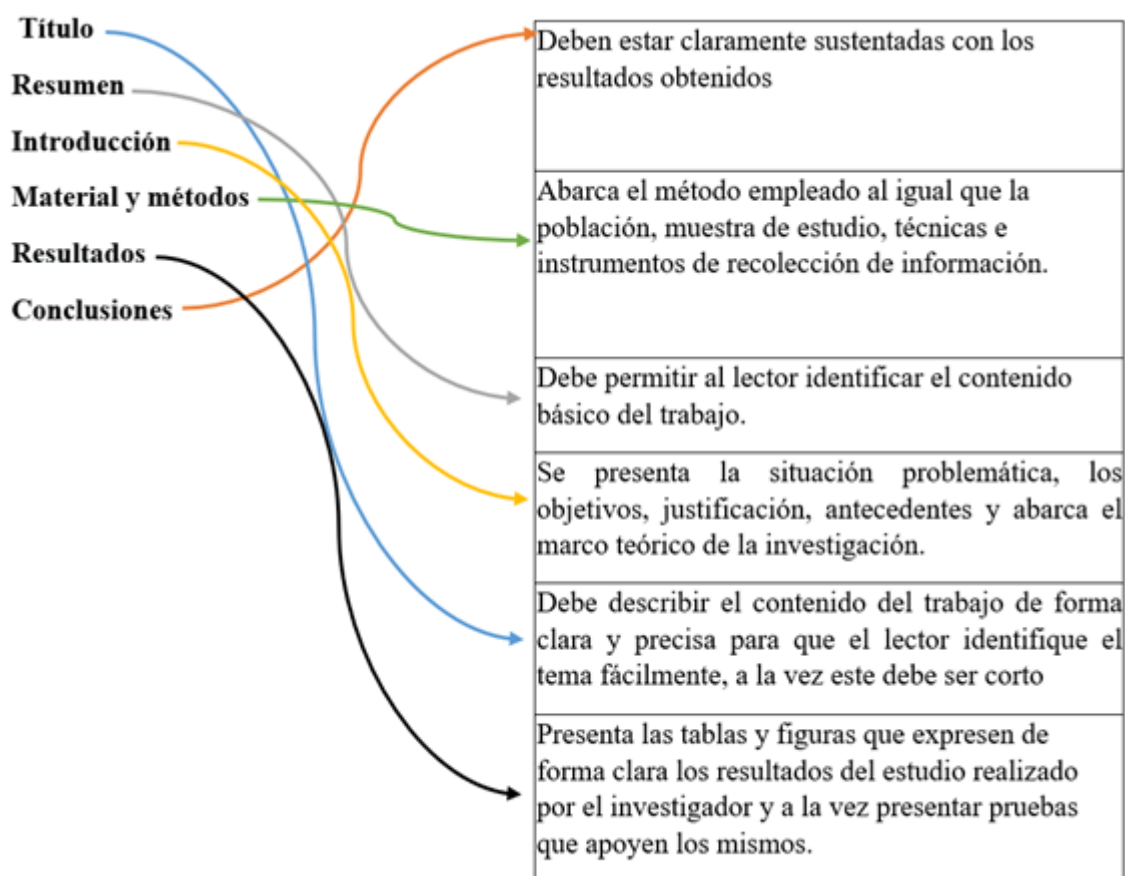 Título
Resumen
Introducción
Material y métodos
Resultados
Conclusiones
Deben estar claramente sustentadas con los
resultados obtenidos
Abarca el método empleado al igual que la
población, muestra de estudio, técnicas e
instrumentos de recolección de información.
Debe permitir al lector identificar el contenido
básico del trabajo.
Se presenta la situación problemática, los
objetivos, justificación, antecedentes y abarca el
marco teórico de la investigación.
Debe describir el contenido del trabajo de forma
clara y precisa para que el lector identifique el
tema fácilmente, a la vez este debe ser corto
Presenta las tablas y figuras que expresen de
forma clara los resultados del estudio realizado
por el investigador y a la vez presentar pruebas
que apoyen los mismos.